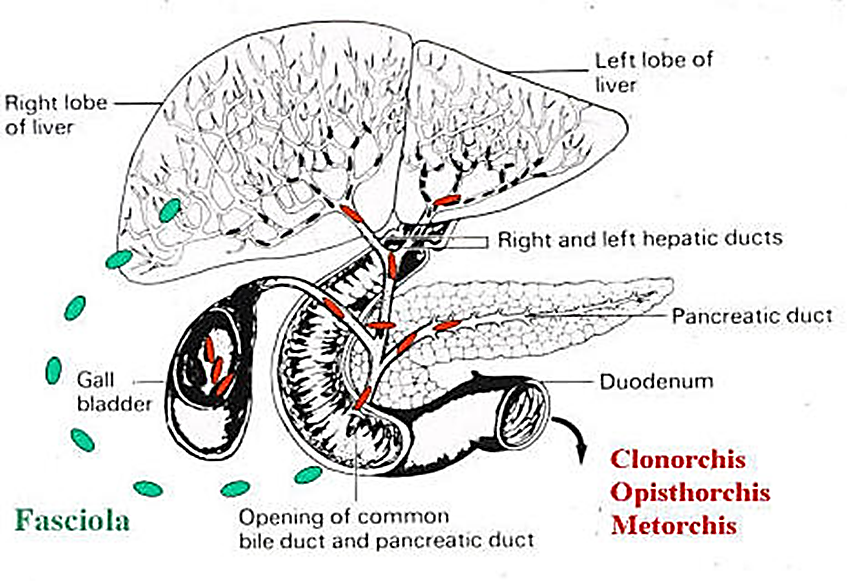 Left lobe of
liver
Right lobe
of liver
Right and left hepatic ducts
Pancreatic duct
Gall
bladder
Duodenum
Clonorchis
Opisthorchis
Metorchis
Fasciola
Opening of common
bile duct and pancreatic duct